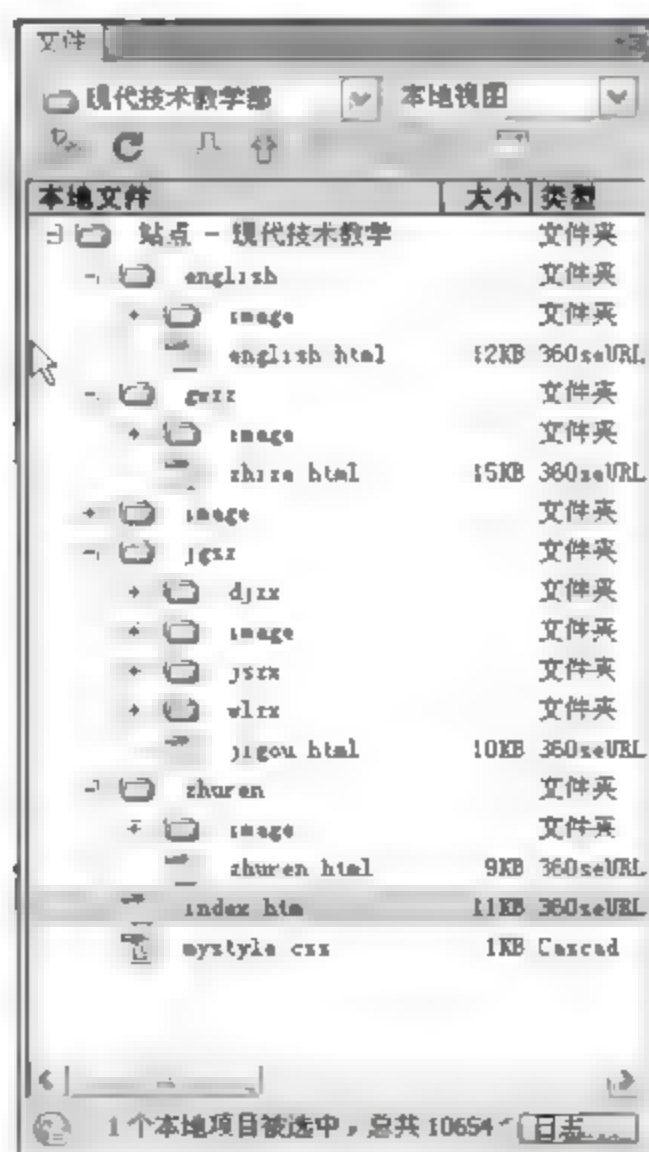 文件
现代技术教学部 本地视图
本地文件 大小 类型
站点 - 现代技术教学 文件夹
english 文件夹
image 文件夹
english html 12KB 360seURL
gwzz 文件夹
image 文件夹
zhize html 15KB 360seURL
image 文件夹
jgsz 文件夹
djzx 文件夹
image 文件夹
jszx 文件夹
wlzx 文件夹
jigou html 10KB 360seURL
zhuren 文件夹
image 文件夹
zhuren html 9KB 360seURL
index htm 11KB 360seURL
mystyle css 1KB Cascad
1个本地项目被选中，总共10654 日志...